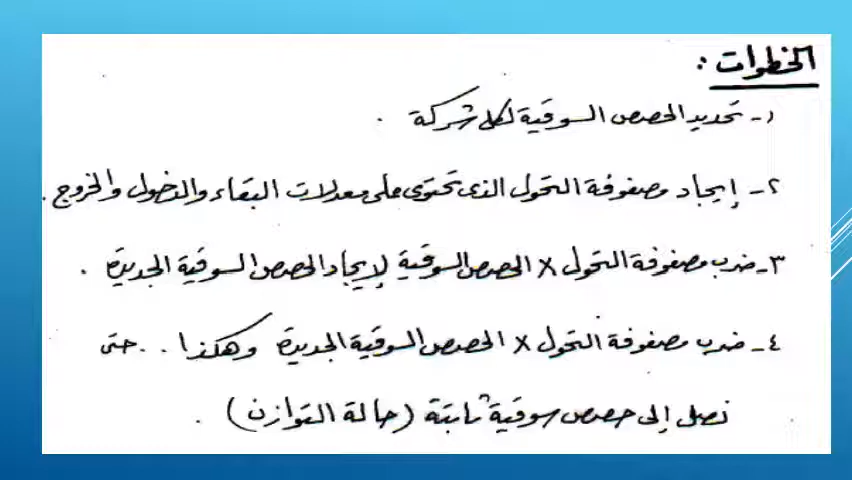 الخطوات :
١- تحديد الحصص السوقية لكل شركة .
٢- إيجاد مصفوفة التحول الذى تحتوى على معدلات البقاء والدخول والخروج .
٣- ضرب مصفوفة التحول X الحصص السوقية لإيجاد الحصص السوقية الجديدة .
٤- ضرب مصفوفة التحول X الحصص السوقية الجديدة وهكذا . . . حتى
نصل إلى حصص سوقية ثابتة ( حالة التوازن ) .